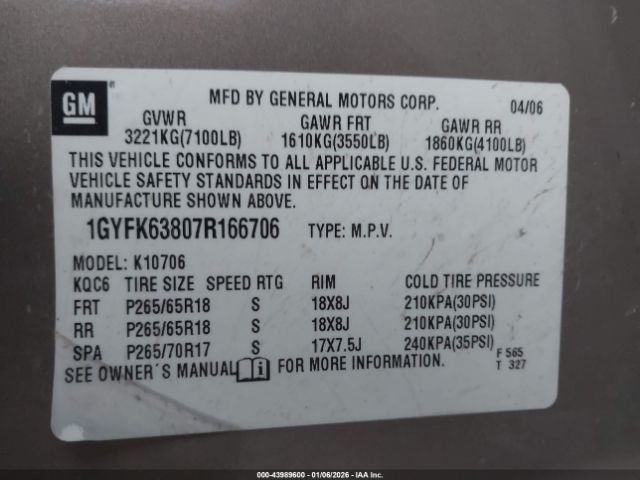 GM
®
MFD BY GENERAL MOTORS CORP. 04/06
GVWR GAWR FRT GAWR RR
3221KG(7100LB) 1610KG(3550LB) 1860KG(4100LB)
THIS VEHICLE CONFORMS TO ALL APPLICABLE U.S. FEDERAL MOTOR
VEHICLE SAFETY STANDARDS IN EFFECT ON THE DATE OF
MANUFACTURE SHOWN ABOVE.
1GYFK63807R166706 TYPE: M.P.V.
MODEL: K10706
KQC6 TIRE SIZE SPEED RTG RIM COLD TIRE PRESSURE
FRT P265/65R18 S 18X8J 210KPA(30PSI)
RR P265/65R18 S 18X8J 210KPA(30PSI)
SPA P265/70R17 S 17X7.5J 240KPA(35PSI)
SEE OWNER´S MANUAL i FOR MORE INFORMATION.
F 565
T 327
000-43989600 - 01/06/2026 - IAA Inc.